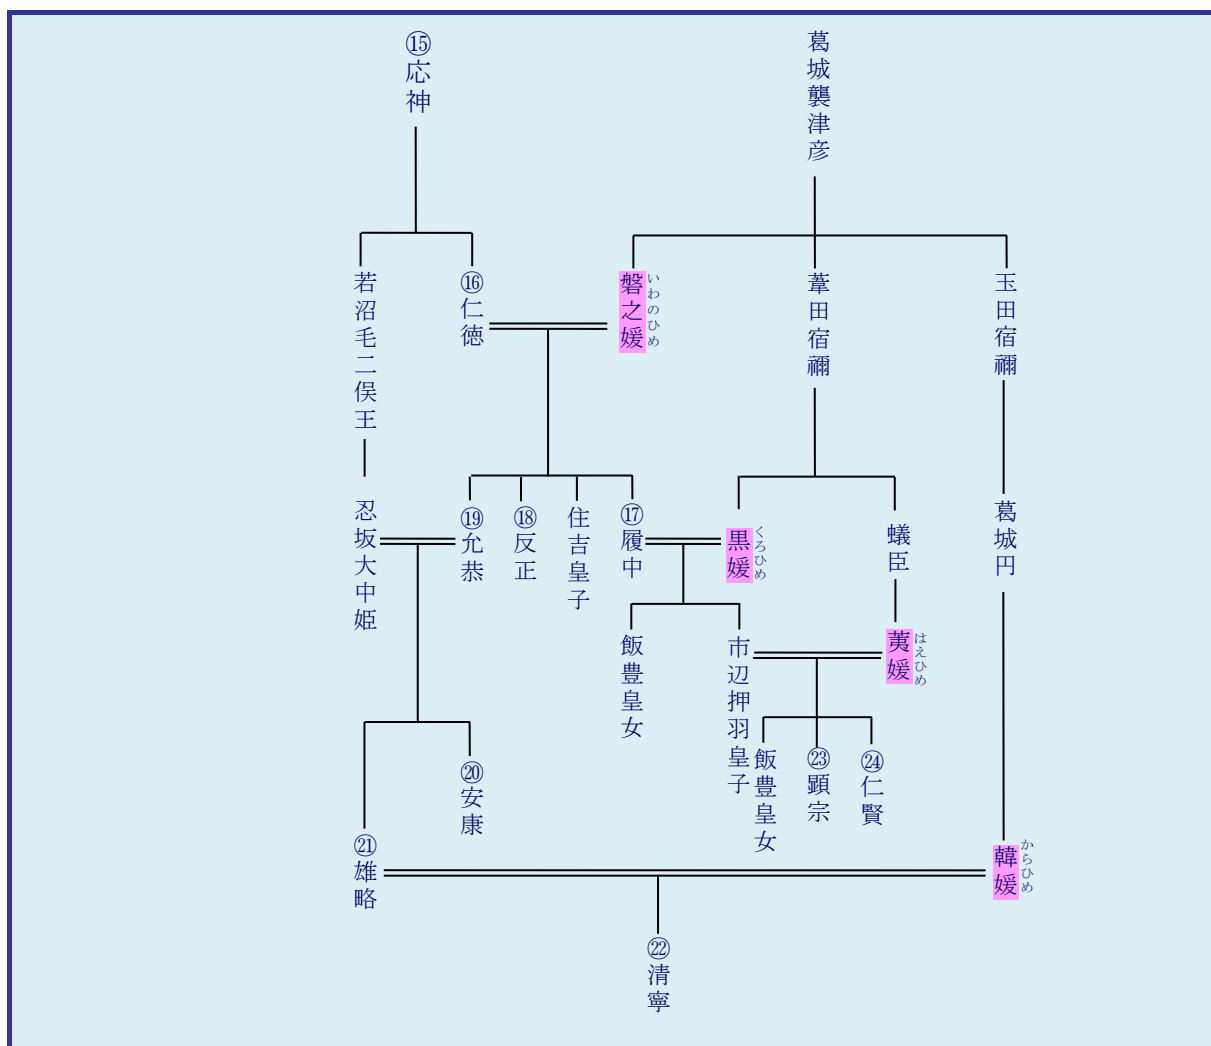 ⑮応神
葛城襲津彦
若沼毛二俣王
⑯仁徳
磐之媛
いわのひめ
葦田宿禰
玉田宿禰
忍坂大中姫
⑲允恭
⑱反正
住吉皇子
⑰履中
黒媛
くろひめ
蟻臣
葛城円
飯豊皇女
市辺押羽皇子
荑媛
はえひめ
⑳安康
飯豊皇女
㉓顕宗
㉔仁賢
㉑雄略
韓媛
からひめ
㉒清寧